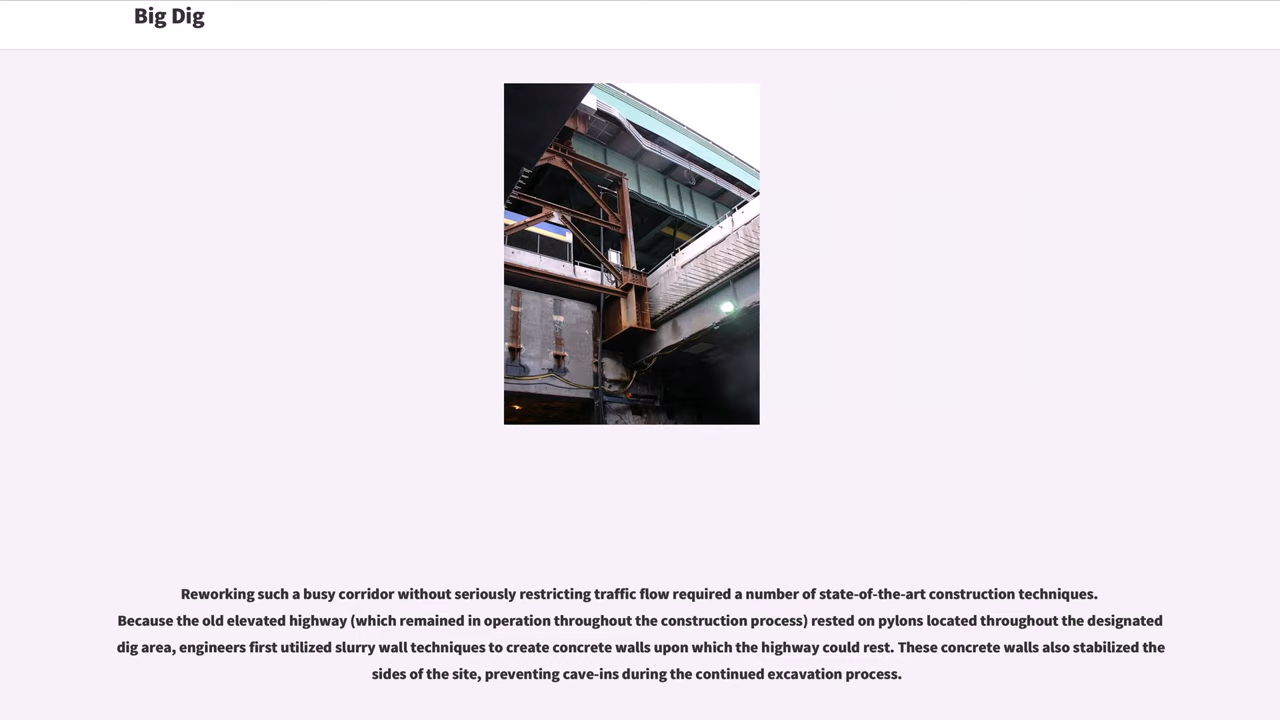 Big Dig
Reworking such a busy corridor without seriously restricting traffic flow required a number of state-of-the-art construction techniques.
Because the old elevated highway (which remained in operation throughout the construction process) rested on pylons located throughout the designated
dig area, engineers first utilized slurry wall techniques to create concrete walls upon which the highway could rest. These concrete walls also stabilized the
sides of the site, preventing cave-ins during the continued excavation process.